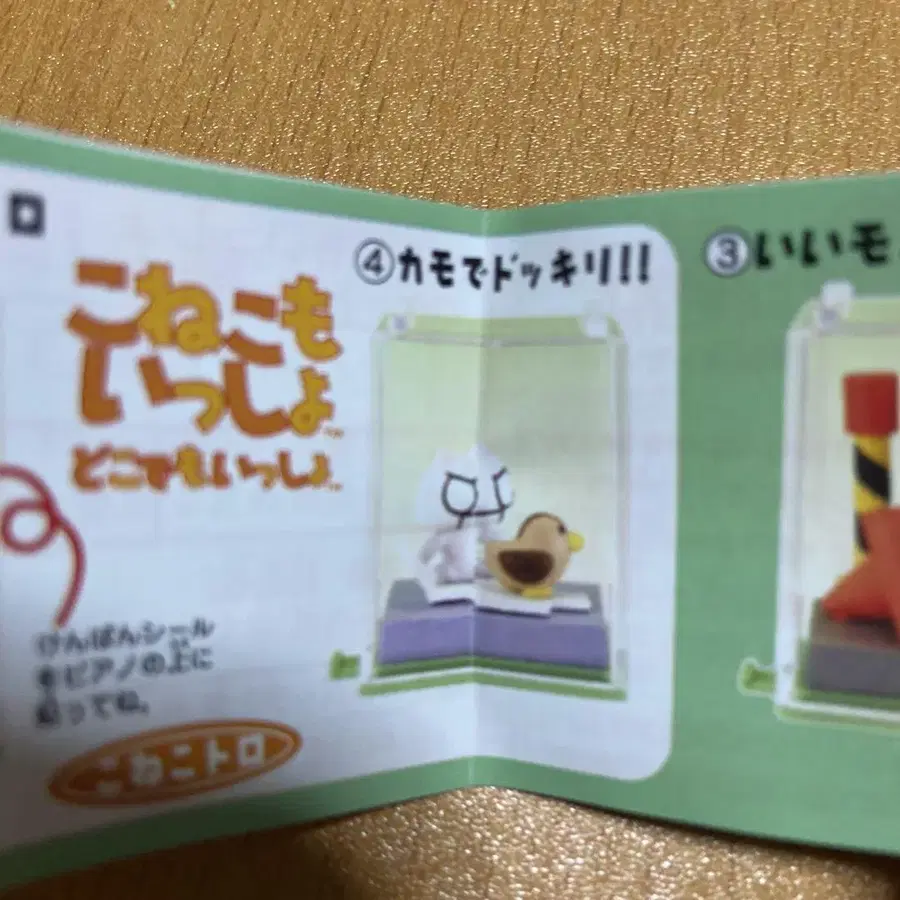 ロ
こねこも
いっしょ
どこでもいっしょ
けんばんシール
をピアノの上に
貼ってね。
こねこトロ
④カモでドッキリ!!
③いいモ